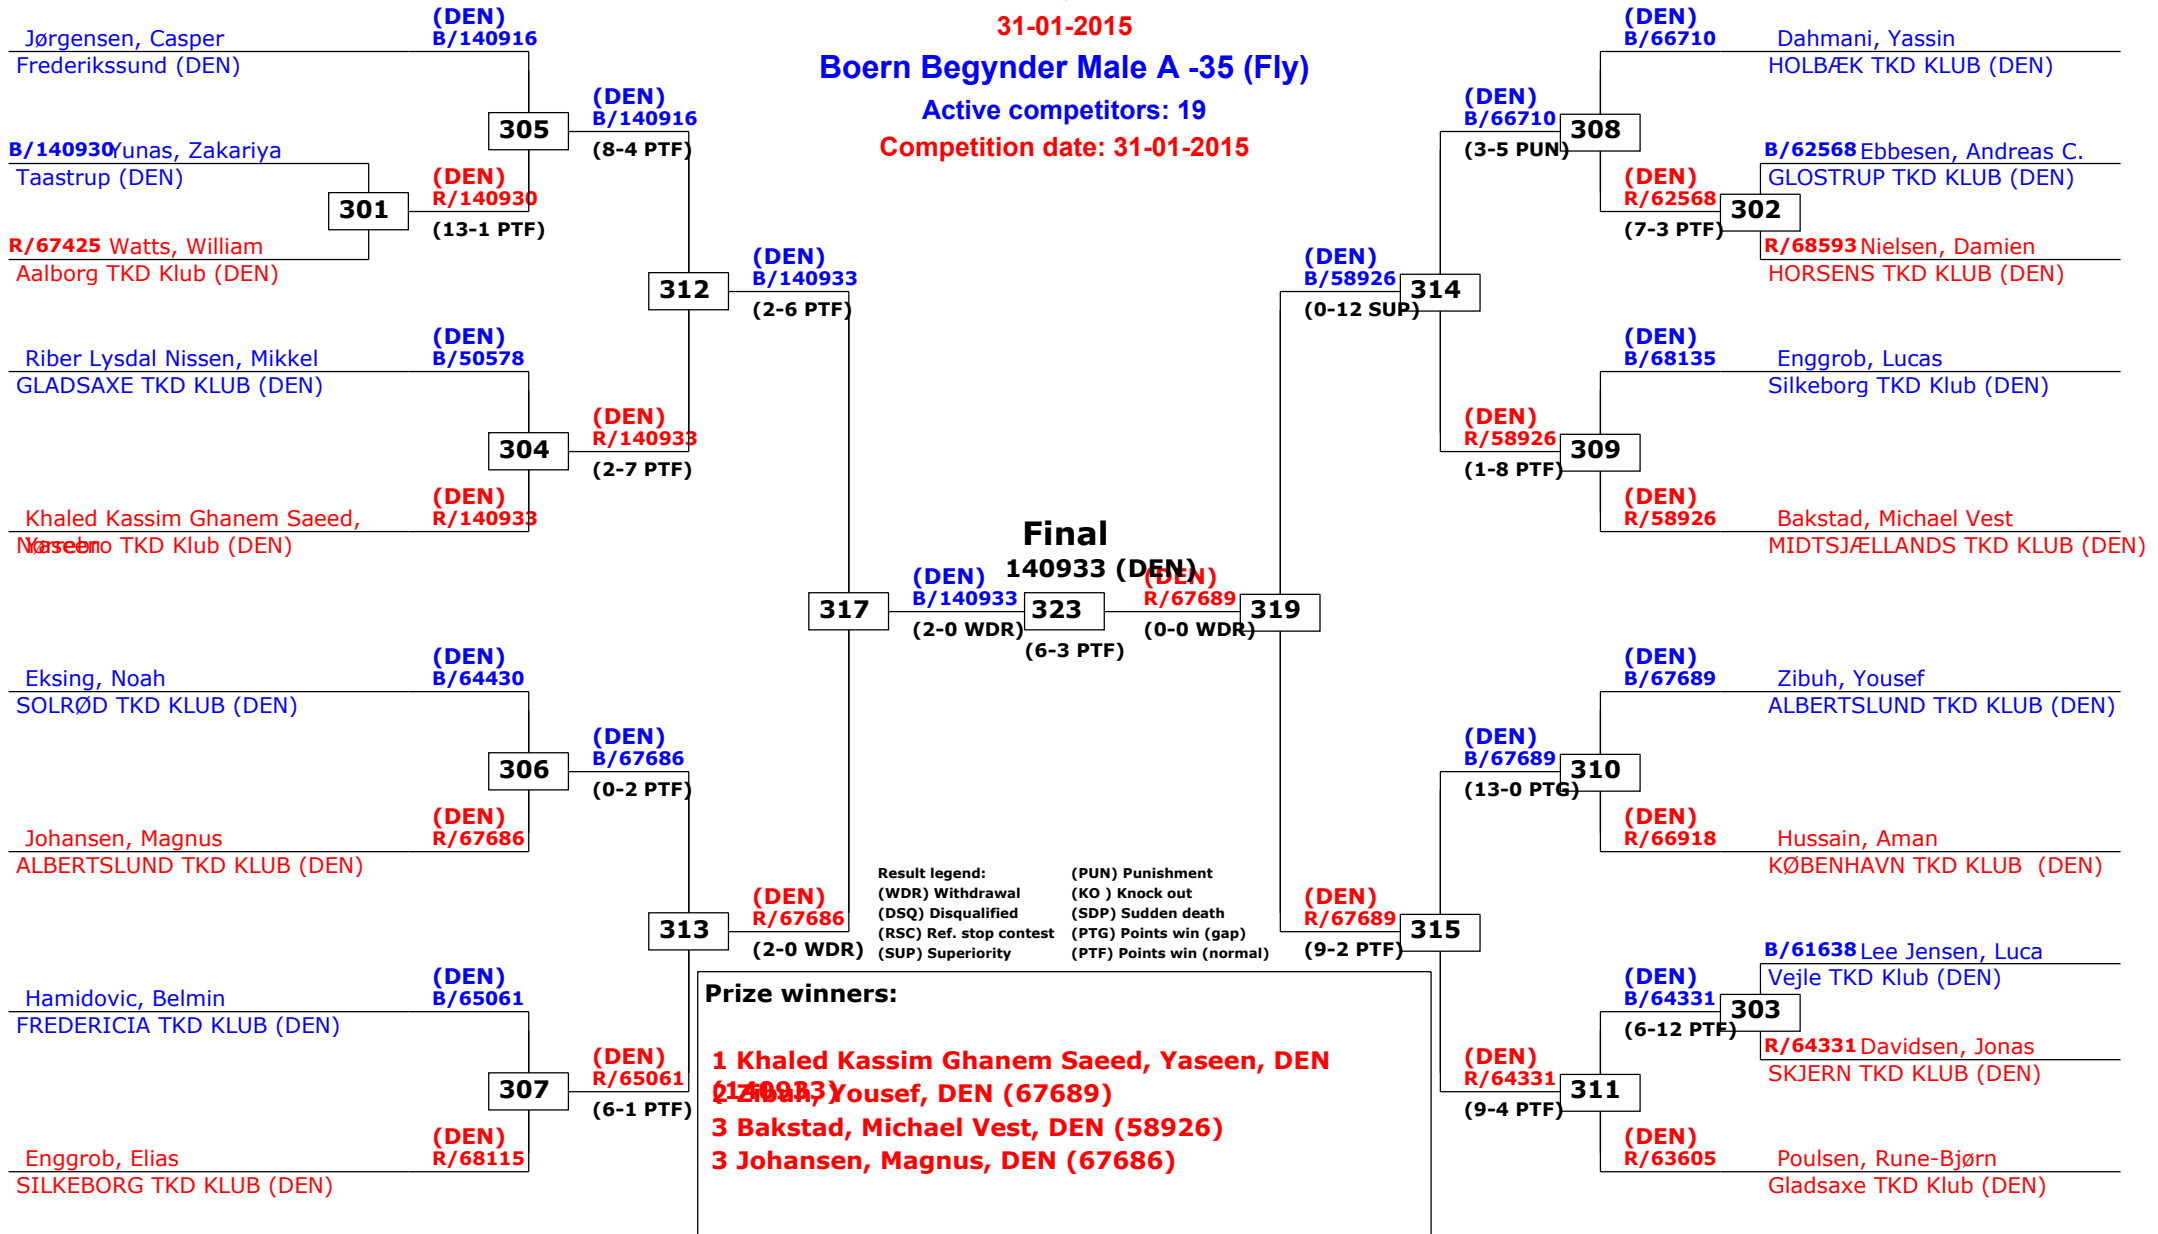 31-01-2015
Boern Begynder Male A -35 (Fly)
Active competitors: 19
Competition date: 31-01-2015
(DEN)
B/140916
Jørgensen, Casper
Frederikssund (DEN)
B/140930 Yunas, Zakariya
Taastrup (DEN)
R/67425 Watts, William
Aalborg TKD Klub (DEN)
301
(DEN)
R/140930
(13-1 PTF)
305
(DEN)
B/140916
(8-4 PTF)
(DEN)
B/50578
Riber Lysdal Nissen, Mikkel
GLADSAXE TKD KLUB (DEN)
304
(DEN)
R/140933
(2-7 PTF)
(DEN)
R/140933
Khaled Kassim Ghanem Saeed,
Yaseen
Nørrebro TKD Klub (DEN)
312
(DEN)
B/140933
(2-6 PTF)
(DEN)
B/64430
Eksing, Noah
SOLRØD TKD KLUB (DEN)
306
(DEN)
B/67686
(0-2 PTF)
(DEN)
R/67686
Johansen, Magnus
ALBERTSLUND TKD KLUB (DEN)
313
(DEN)
R/67686
(2-0 WDR)
(DEN)
B/65061
Hamidovic, Belmin
FREDERICIA TKD KLUB (DEN)
307
(DEN)
R/65061
(6-1 PTF)
(DEN)
R/68115
Enggrob, Elias
SILKEBORG TKD KLUB (DEN)
317
(DEN)
B/140933
(2-0 WDR)
Final
140933 (DEN)
323
(6-3 PTF)
(DEN)
R/67689
(0-0 WDR)
319
(DEN)
B/58926
(0-12 SUP)
314
(DEN)
B/66710
(3-5 PUN)
308
(DEN)
B/66710
Dahmani, Yassin
HOLBÆK TKD KLUB (DEN)
B/62568 Ebbesen, Andreas C.
GLOSTRUP TKD KLUB (DEN)
(DEN)
R/62568
(7-3 PTF)
302
R/68593 Nielsen, Damien
HORSENS TKD KLUB (DEN)
(DEN)
B/68135
Enggrob, Lucas
Silkeborg TKD Klub (DEN)
(DEN)
R/58926
(1-8 PTF)
309
(DEN)
R/58926
Bakstad, Michael Vest
MIDTSJÆLLANDS TKD KLUB (DEN)
(DEN)
B/67689
Zibuh, Yousef
ALBERTSLUND TKD KLUB (DEN)
(DEN)
B/67689
(13-0 PTG)
310
(DEN)
R/66918
Hussain, Aman
KØBENHAVN TKD KLUB (DEN)
(DEN)
R/67689
(9-2 PTF)
315
B/61638 Lee Jensen, Luca
Vejle TKD Klub (DEN)
(DEN)
B/64331
(6-12 PTF)
303
R/64331 Davidsen, Jonas
SKJERN TKD KLUB (DEN)
(DEN)
R/64331
(9-4 PTF)
311
(DEN)
R/63605
Poulsen, Rune-Bjørn
Gladsaxe TKD Klub (DEN)
Result legend:
(WDR) Withdrawal
(DSQ) Disqualified
(RSC) Ref. stop contest
(SUP) Superiority
(PUN) Punishment
(KO ) Knock out
(SDP) Sudden death
(PTG) Points win (gap)
(PTF) Points win (normal)
Prize winners:
1 Khaled Kassim Ghanem Saeed, Yaseen, DEN
(140933)
2 Zibuh, Yousef, DEN (67689)
3 Bakstad, Michael Vest, DEN (58926)
3 Johansen, Magnus, DEN (67686)